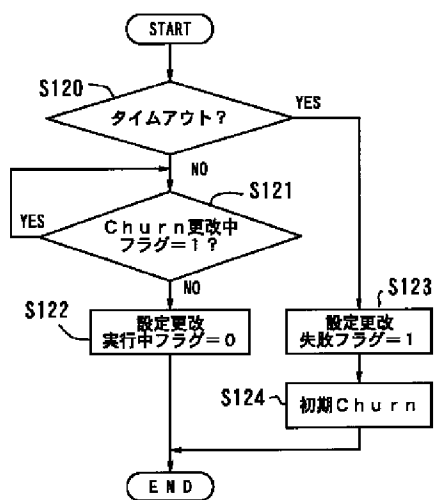 START
S120
タイムアウト？
YES
NO
S121
YES
Churn更改中
フラグ=1？
NO
S122
設定更改
実行中フラグ=0
S123
設定更改
失敗フラグ=1
S124
初期Churn
END